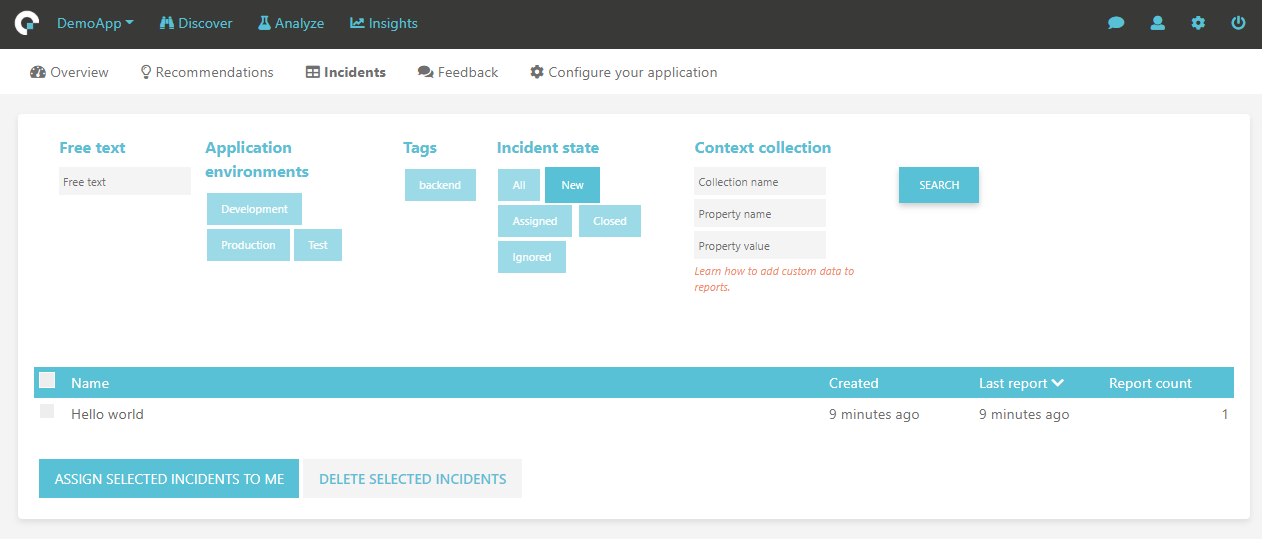 DemoApp Discover Analyze Insights
Overview Recommendations Incidents Feedback Configure your application
Free text
Free text
Application
environments
Development
Production Test
Tags
backend
Incident state
All New
Assigned Closed
Ignored
Context collection
Collection name
Property name
Property value
Learn how to add custom data to
reports.
SEARCH
Name Created Last report Report count
Hello world 9 minutes ago 9 minutes ago 1
ASSIGN SELECTED INCIDENTS TO ME DELETE SELECTED INCIDENTS